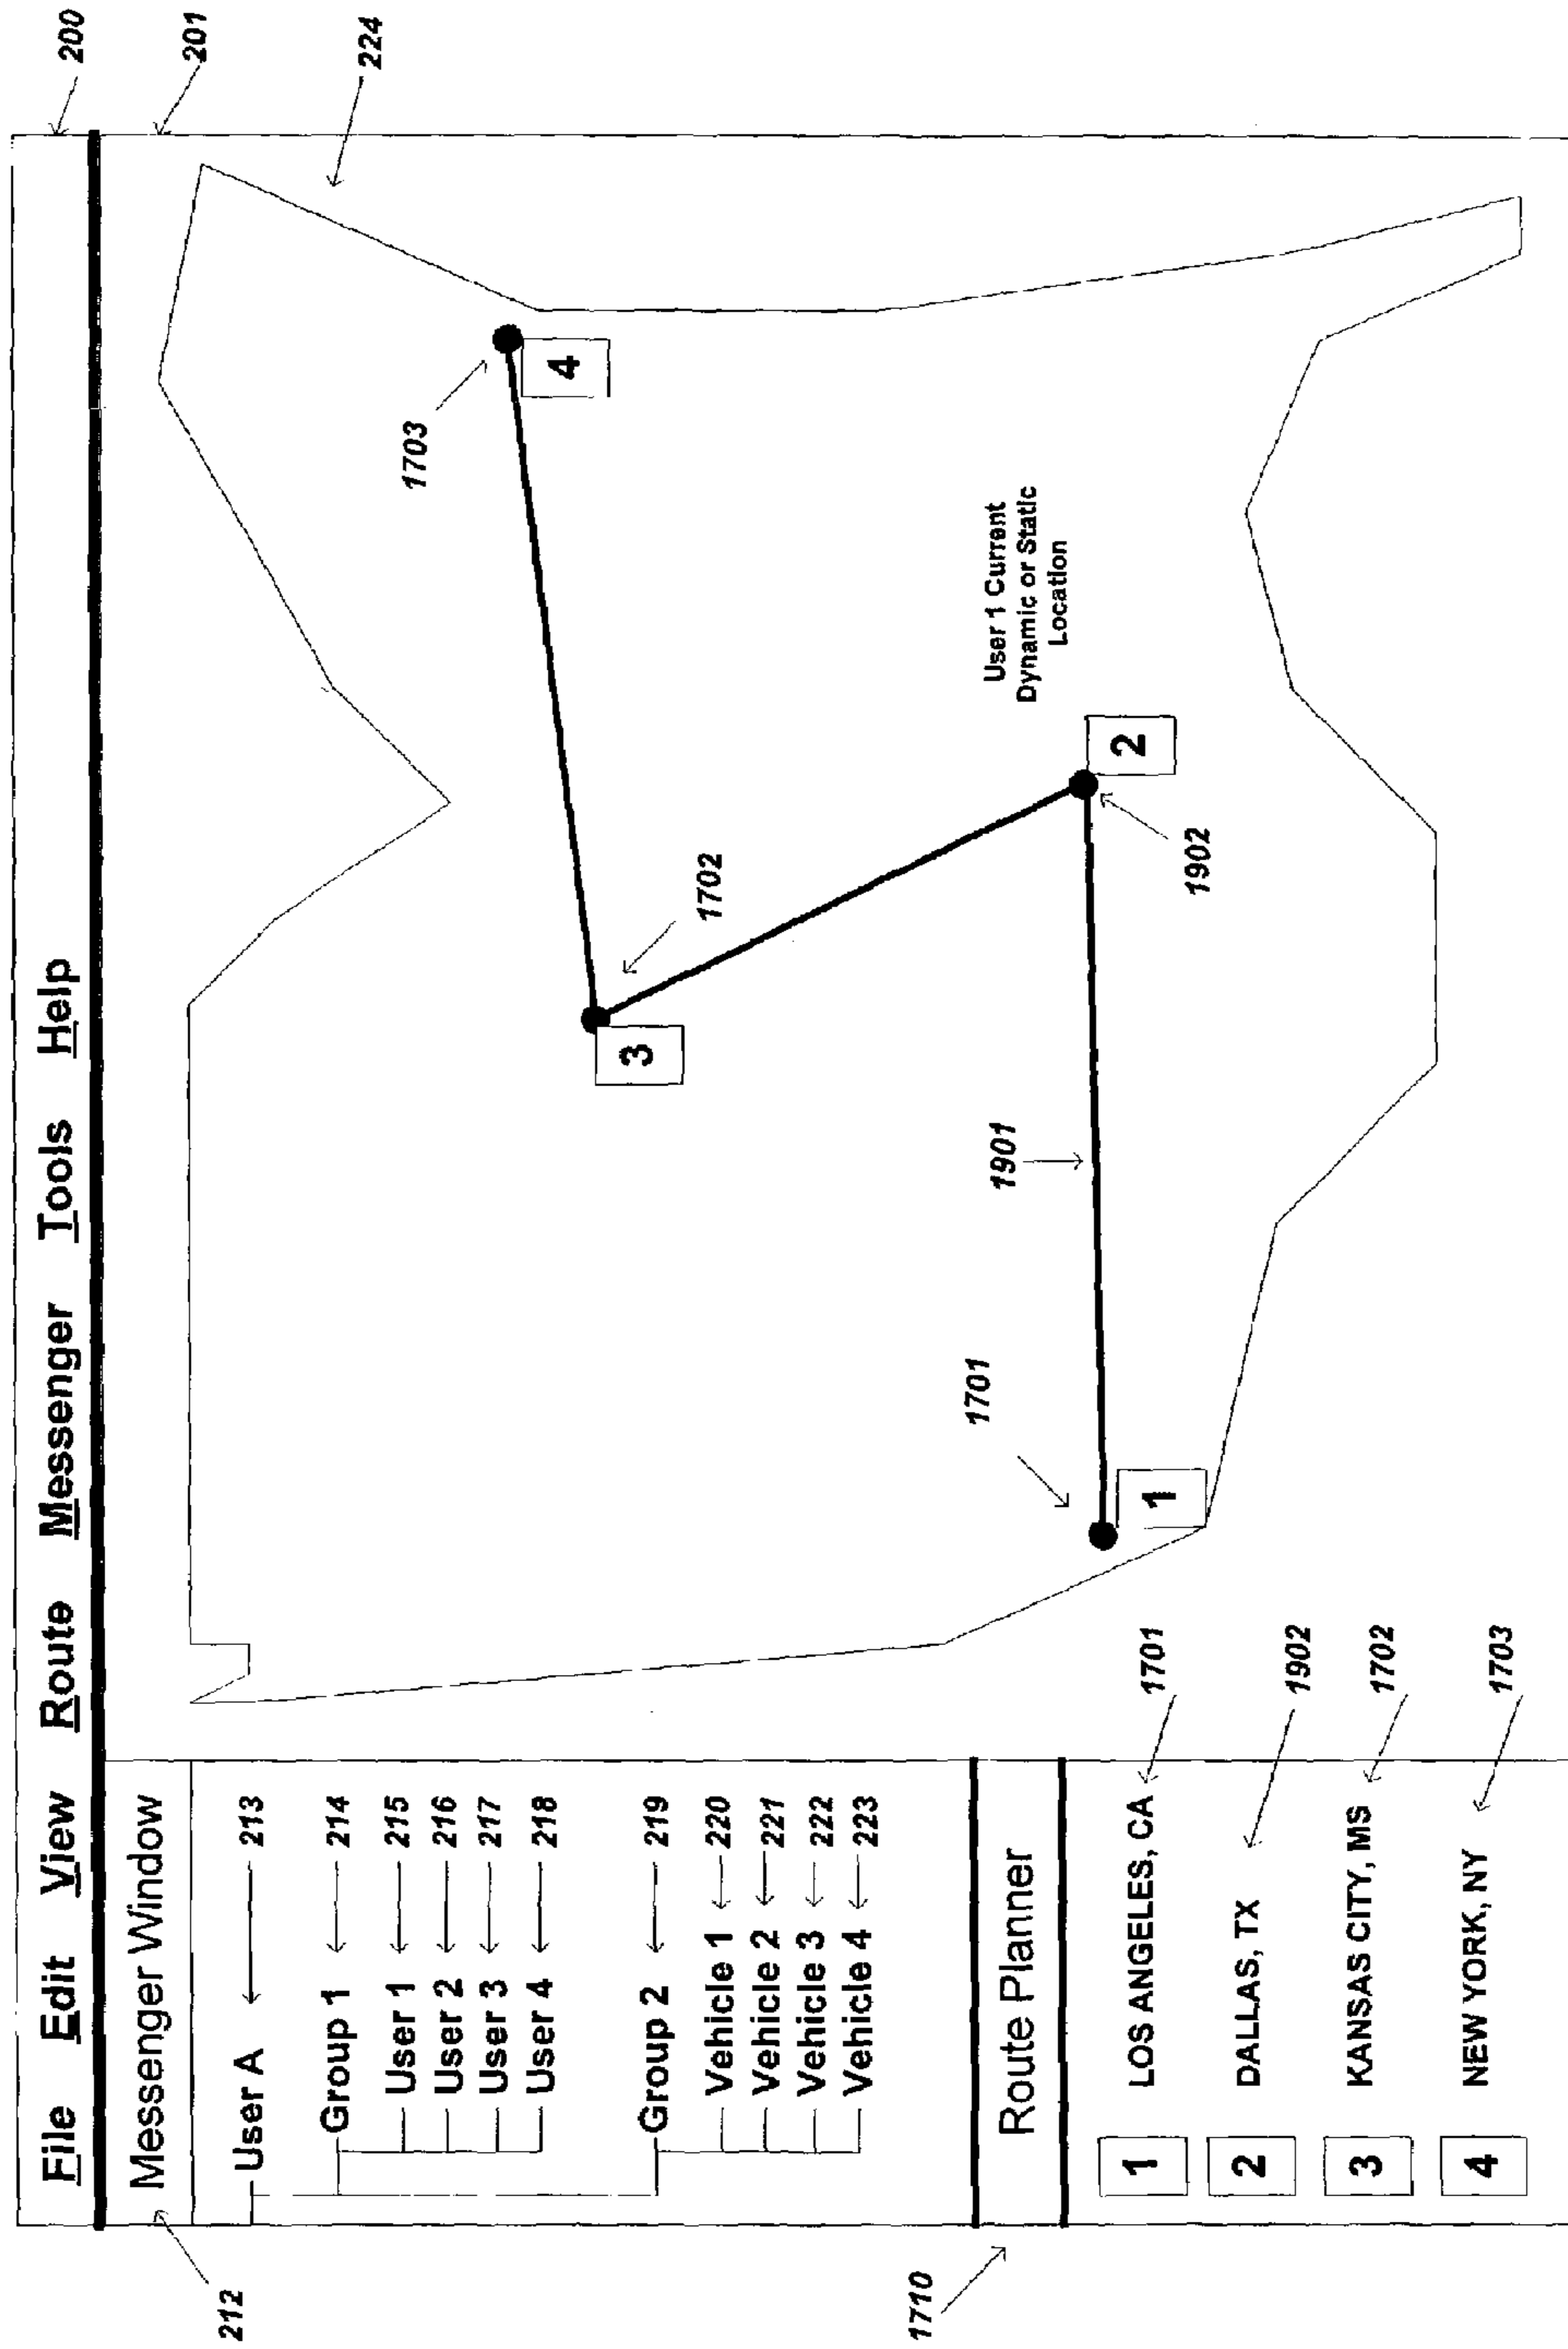 File Edit View Route Messenger Tools Help
200
201
224
212
Messenger Window
User A 213
Group 1 214
User 1 215
User 2 216
User 3 217
User 4 218
Group 2 219
Vehicle 1 220
Vehicle 2 221
Vehicle 3 222
Vehicle 4 223
1710
Route Planner
1 LOS ANGELES, CA 1701
2 DALLAS, TX 1902
3 KANSAS CITY, MS 1702
4 NEW YORK, NY 1703
1703
4
3
1702
User 1 Current
Dynamic or Static
Location
1701
1901
2
1902
1